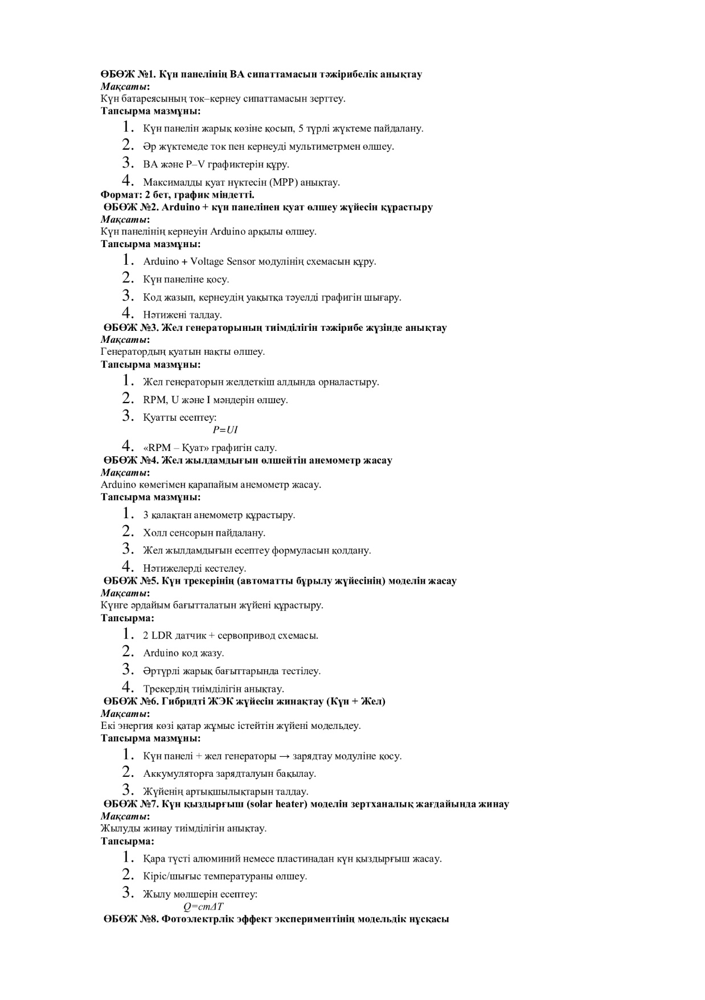 ӨБӨЖ №1. Күн панелінің ВА сипаттамасын тәжірибелік анықтау
Мақсаты:
Күн батареясының ток–кернеу сипаттамасын зерттеу.
Тапсырма мазмұны:
1. Күн панелін жарық көзіне қосып, 5 түрлі жүктеме пайдалану.
2. Әр жүктемеде ток пен кернеуді мультиметрмен өлшеу.
3. ВА және P–V графиктерін құру.
4. Максималды қуат нүктесін (MPP) анықтау.
Формат: 2 бет, график міндетті.
ӨБӨЖ №2. Arduino + күн панелінен қуат өлшеу жүйесін құрастыру
Мақсаты:
Күн панелінің кернеуін Arduino арқылы өлшеу.
Тапсырма мазмұны:
1. Arduino + Voltage Sensor модулінің схемасын құру.
2. Күн панеліне қосу.
3. Код жазып, кернеудің уақытқа тәуелді графигін шығару.
4. Нәтижені талдау.
ӨБӨЖ №3. Жел генераторының тиімділігін тәжірибе жүзінде анықтау
Мақсаты:
Генератордың қуатын нақты өлшеу.
Тапсырма мазмұны:
1. Жел генераторын желдеткіш алдында орналастыру.
2. RPM, U және I мәндерін өлшеу.
3. Қуатты есептеу:
P=UI
4. «RPM – Қуат» графигін салу.
ӨБӨЖ №4. Жел жылдамдығын өлшейтін анемометр жасау
Мақсаты:
Arduino көмегімен қарапайым анемометр жасау.
Тапсырма мазмұны:
1. 3 қалақтан анемометр құрастыру.
2. Холл сенсорын пайдалану.
3. Жел жылдамдығын есептеу формуласын қолдану.
4. Нәтижелерді кестелеу.
ӨБӨЖ №5. Күн трекерінің (автоматты бұрылу жүйесінің) моделін жасау
Мақсаты:
Күнге әрдайым бағытталатын жүйені құрастыру.
Тапсырма:
1. 2 LDR датчик + сервопривод схемасы.
2. Arduino код жазу.
3. Әртүрлі жарық бағыттарында тестілеу.
4. Трекердің тиімділігін анықтау.
ӨБӨЖ №6. Гибридті ЖЭК жүйесін жинақтау (Күн + Жел)
Мақсаты:
Екі энергия көзі қатар жұмыс істейтін жүйені модельдеу.
Тапсырма мазмұны:
1. Күн панелі + жел генераторы → зарядтау модуліне қосу.
2. Аккумуляторға зарядталуын бақылау.
3. Жүйенің артықшылықтарын талдау.
ӨБӨЖ №7. Күн қыздырғыш (solar heater) моделін зертханалық жағдайында жинау
Мақсаты:
Жылуды жинау тиімділігін анықтау.
Тапсырма:
1. Қара түсті алюминий немесе пластинадан күн қыздырғыш жасау.
2. Кіріс/шығыс температураны өлшеу.
3. Жылу мөлшерін есептеу:
Q=cmΔT
ӨБӨЖ №8. Фотоэлектрлік эффект экспериментінің модельдік нұсқасы